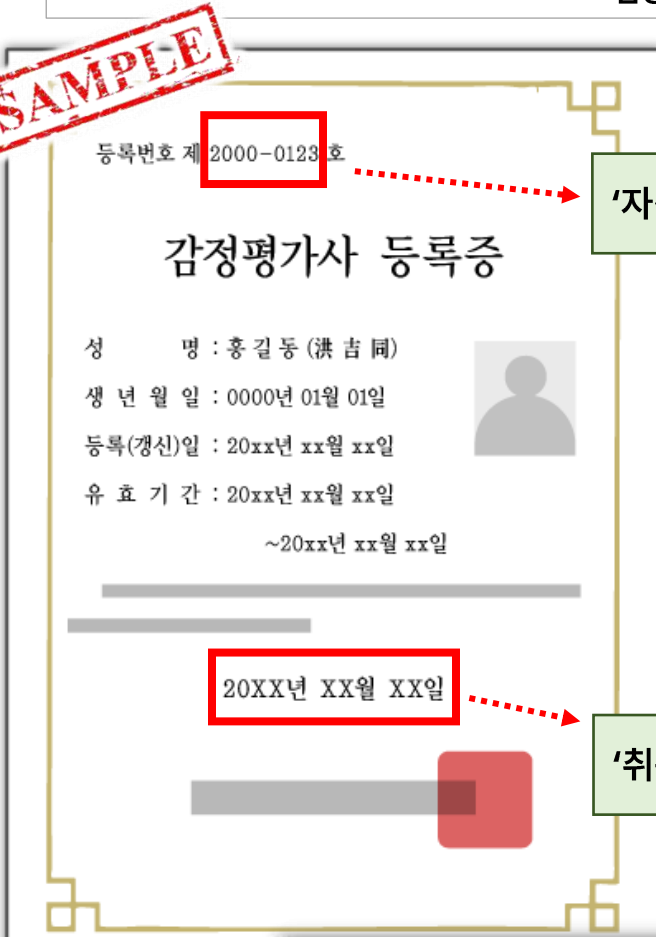 SAMPLE
등록번호 제 2000-0123 호
'자
감정평가사 등록증
성 명 : 홍 길 동 (洪 吉 同)
생 년 월 일 : 0000년 01월 01일
등록(갱신)일 : 20xx년 xx월 xx일
유 효 기 간 : 20xx년 xx월 xx일
~20xx년 xx월 xx일
20XX년 XX월 XX일
'취